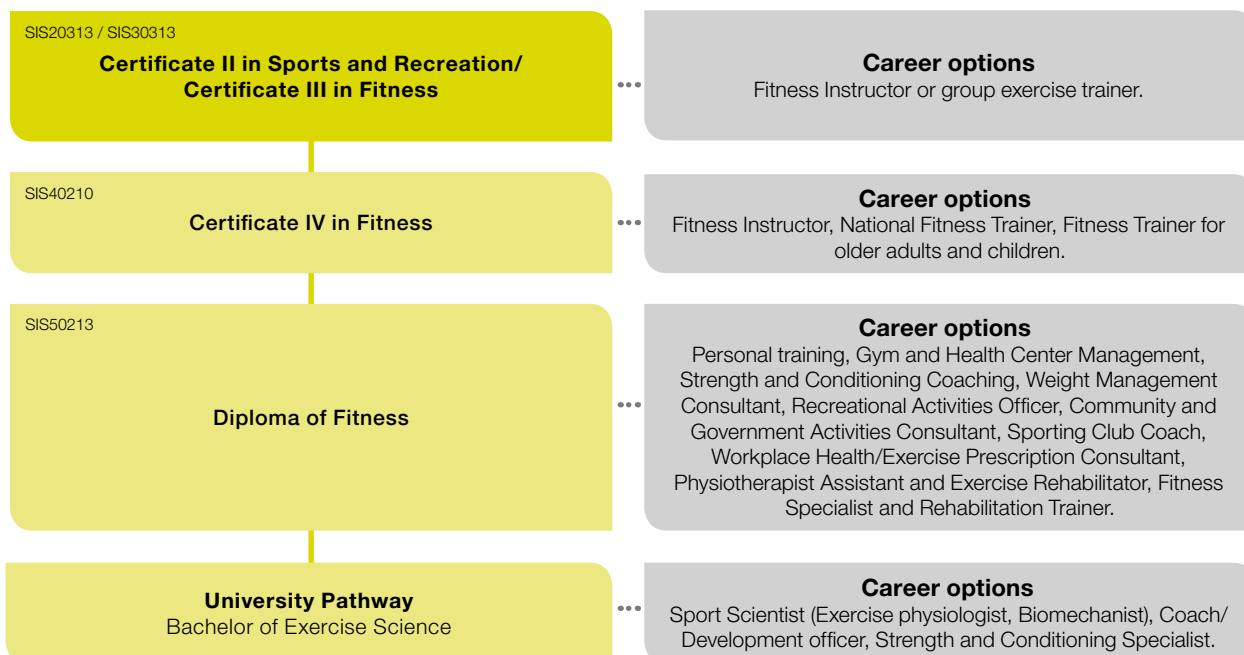 SIS20313 / SIS30313
Certificate II in Sports and Recreation/
Certificate III in Fitness
Career options
Fitness Instructor or group exercise trainer.
SIS40210
Certificate IV in Fitness
Career options
Fitness Instructor, National Fitness Trainer, Fitness Trainer for
older adults and children.
SIS50213
Diploma of Fitness
Career options
Personal training, Gym and Health Center Management,
Strength and Conditioning Coaching, Weight Management
Consultant, Recreational Activities Officer, Community and
Government Activities Consultant, Sporting Club Coach,
Workplace Health/Exercise Prescription Consultant,
Physiotherapist Assistant and Exercise Rehabilitator, Fitness
Specialist and Rehabilitation Trainer.
University Pathway
Bachelor of Exercise Science
Career options
Sport Scientist (Exercise physiologist, Biomechanist), Coach/
Development officer, Strength and Conditioning Specialist.